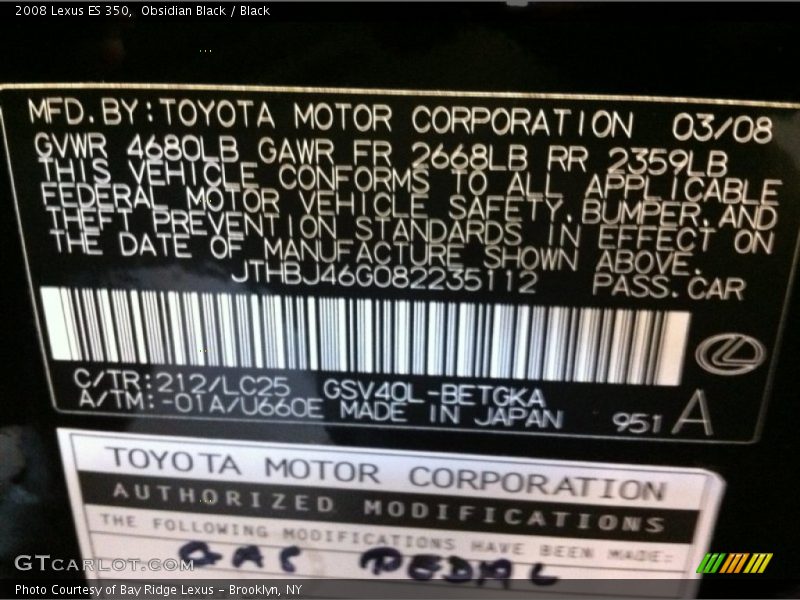 2008 Lexus ES 350,  Obsidian Black / Black
MFD. BY: TOYOTA MOTOR CORPORATION 03/08
GVWR 4680LB GAWR FR 2668LB RR 2359LB
THIS VEHICLE CONFORMS TO ALL APPLICABLE
FEDERAL MOTOR VEHICLE SAFETY, BUMPER, AND
THEFT PREVENTION STANDARDS IN EFFECT ON
THE DATE OF MANUFACTURE SHOWN ABOVE.
JTHBJ46G082235112 PASS. CAR
C/TR: 212/LC25 GSV40L-BETGKA
A/TM: -01A/U660E MADE IN JAPAN 951 A
TOYOTA MOTOR CORPORATION
AUTHORIZED MODIFICATIONS
THE FOLLOWING MODIFICATIONS HAVE BEEN MADE:
GAS PEDAL
GTCARLOT.COM
Photo Courtesy of Bay Ridge Lexus - Brooklyn, NY